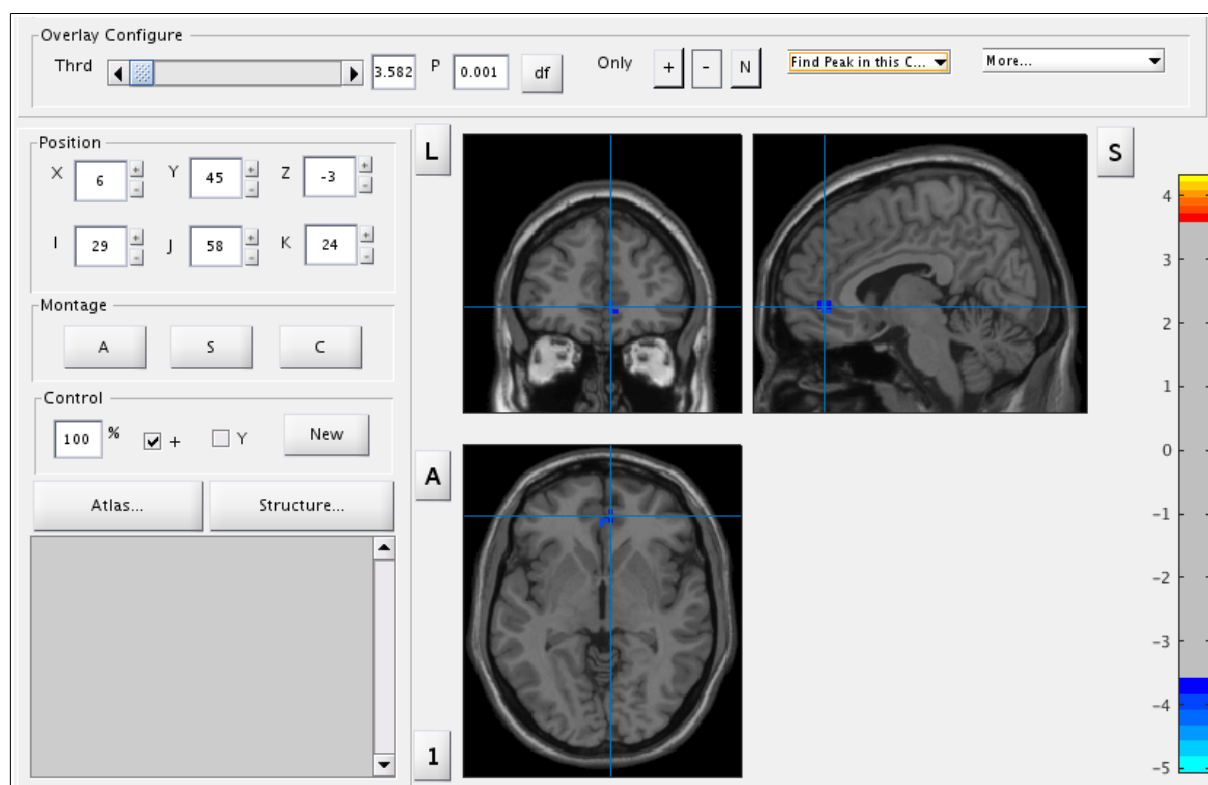 Overlay Configure
Thrd 3.582 P 0.001 df Only + - N Find Peak in this C... More...
Position
X 6 + - Y 45 + - Z -3 + -
I 29 + - J 58 + - K 24 + -
Montage
A S C
Control
100 % + Y New
Atlas... Structure...
L
S
A
1
4
3
2
1
0
-1
-2
-3
-4
-5